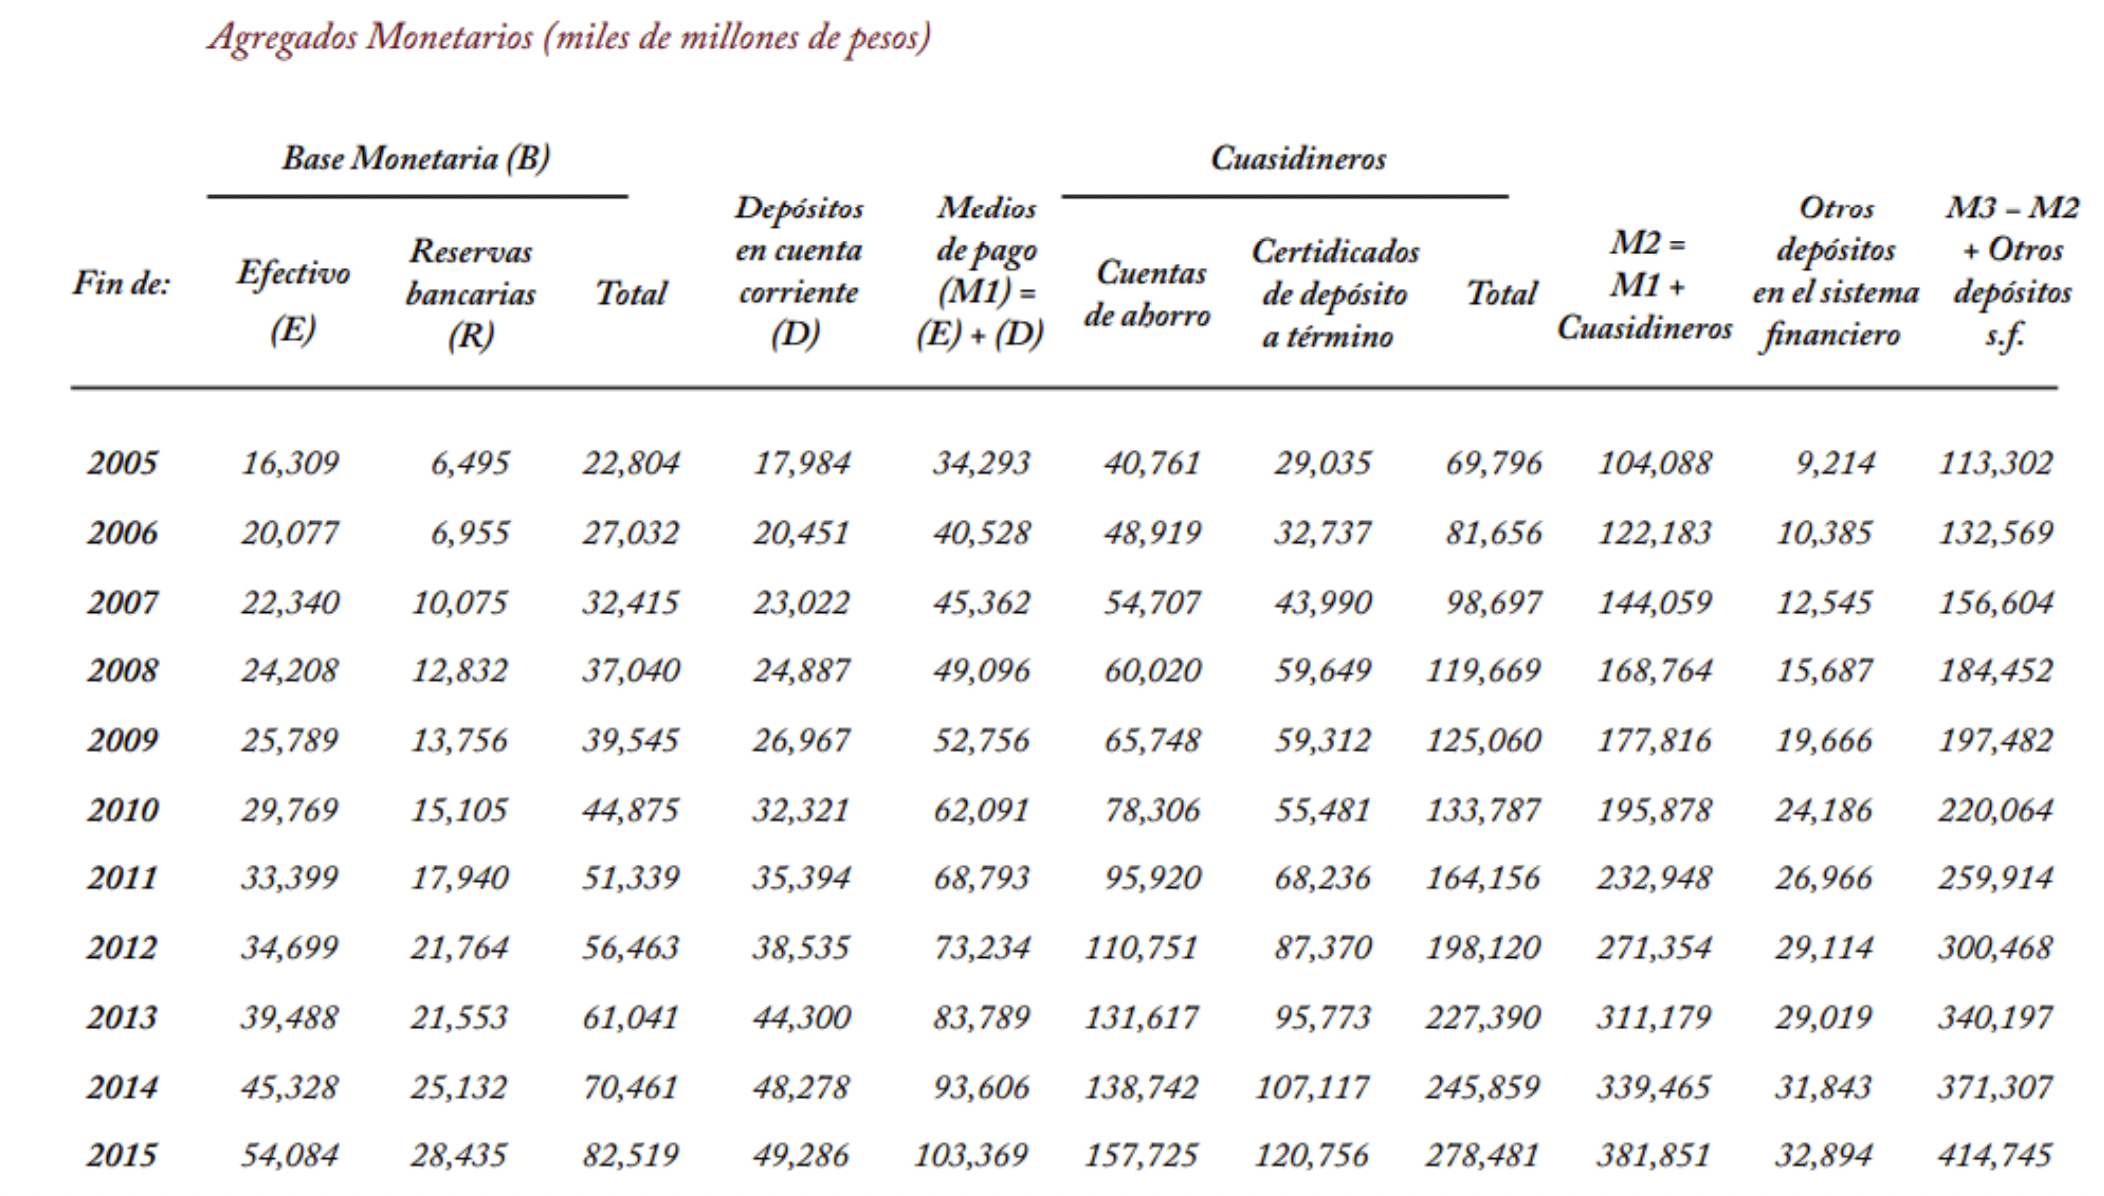 Agregados Monetarios (miles de millones de pesos)
Base Monetaria (B) Cuasidineros
Fin de: Efectivo (E) Reservas bancarias (R) Total Depósitos en cuenta corriente (D) Medios de pago (M1) = (E) + (D) Cuentas de ahorro Certidicados de depósito a término Total M2 = M1 + Cuasidineros Otros depósitos en el sistema financiero M3 – M2 + Otros depósitos s.f.
2005 16,309 6,495 22,804 17,984 34,293 40,761 29,035 69,796 104,088 9,214 113,302
2006 20,077 6,955 27,032 20,451 40,528 48,919 32,737 81,656 122,183 10,385 132,569
2007 22,340 10,075 32,415 23,022 45,362 54,707 43,990 98,697 144,059 12,545 156,604
2008 24,208 12,832 37,040 24,887 49,096 60,020 59,649 119,669 168,764 15,687 184,452
2009 25,789 13,756 39,545 26,967 52,756 65,748 59,312 125,060 177,816 19,666 197,482
2010 29,769 15,105 44,875 32,321 62,091 78,306 55,481 133,787 195,878 24,186 220,064
2011 33,399 17,940 51,339 35,394 68,793 95,920 68,236 164,156 232,948 26,966 259,914
2012 34,699 21,764 56,463 38,535 73,234 110,751 87,370 198,120 271,354 29,114 300,468
2013 39,488 21,553 61,041 44,300 83,789 131,617 95,773 227,390 311,179 29,019 340,197
2014 45,328 25,132 70,461 48,278 93,606 138,742 107,117 245,859 339,465 31,843 371,307
2015 54,084 28,435 82,519 49,286 103,369 157,725 120,756 278,481 381,851 32,894 414,745